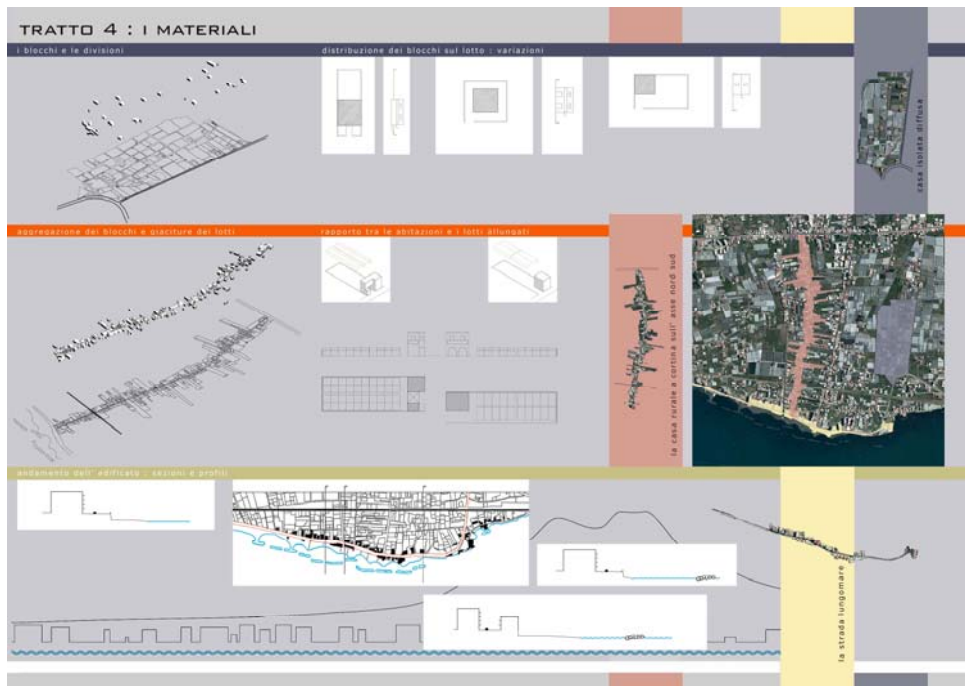 TRATTO 4 : I MATERIALI
i blocchi e le divisioni
distribuzione dei blocchi sul lotto : variazioni
casa isolata diffusa
aggregazione dei blocchi e giaciture dei lotti
rapporto tra le abitazioni e i lotti allungati
la casa rurale a cortina sull' asse nord sud
andamento dell' edificato : sezioni e profili
la strada lungomare